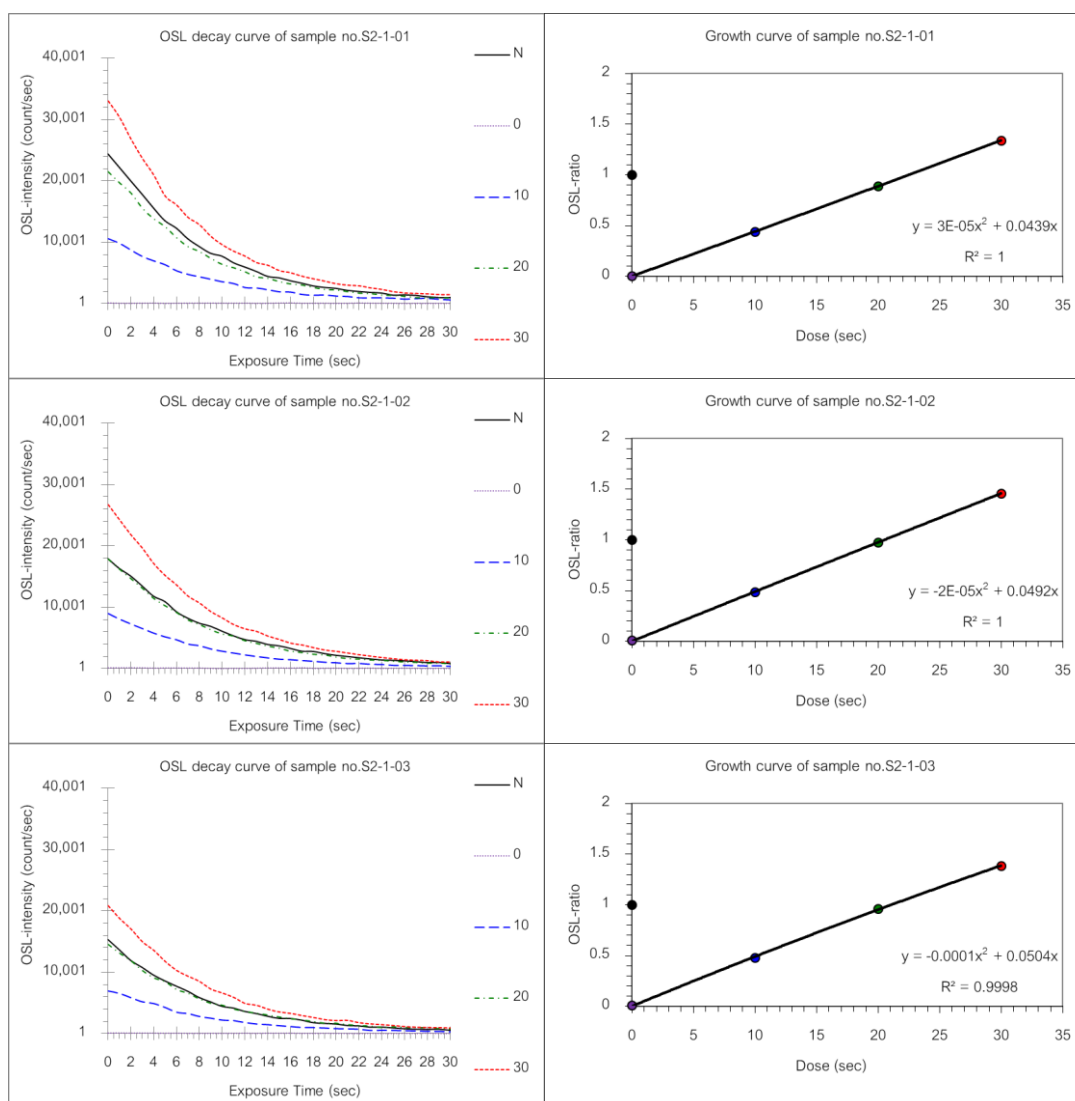 OSL decay curve of sample no.S2-1-01
OSL-intensity (count/sec)
40,001
30,001
20,001
10,001
1
0 2 4 6 8 10 12 14 16 18 20 22 24 26 28 30
Exposure Time (sec)
N
0
10
20
30
Growth curve of sample no.S2-1-01
OSL-ratio
2
1.5
1
0.5
0
0 5 10 15 20 25 30 35
Dose (sec)
y = 3E-05x² + 0.0439x
R² = 1
OSL decay curve of sample no.S2-1-02
OSL-intensity (count/sec)
40,001
30,001
20,001
10,001
1
0 2 4 6 8 10 12 14 16 18 20 22 24 26 28 30
Exposure Time (sec)
N
0
10
20
30
Growth curve of sample no.S2-1-02
OSL-ratio
2
1.5
1
0.5
0
0 5 10 15 20 25 30 35
Dose (sec)
y = -2E-05x² + 0.0492x
R² = 1
OSL decay curve of sample no.S2-1-03
OSL-intensity (count/sec)
40,001
30,001
20,001
10,001
1
0 2 4 6 8 10 12 14 16 18 20 22 24 26 28 30
Exposure Time (sec)
N
0
10
20
30
Growth curve of sample no.S2-1-03
OSL-ratio
2
1.5
1
0.5
0
0 5 10 15 20 25 30 35
Dose (sec)
y = -0.0001x² + 0.0504x
R² = 0.9998